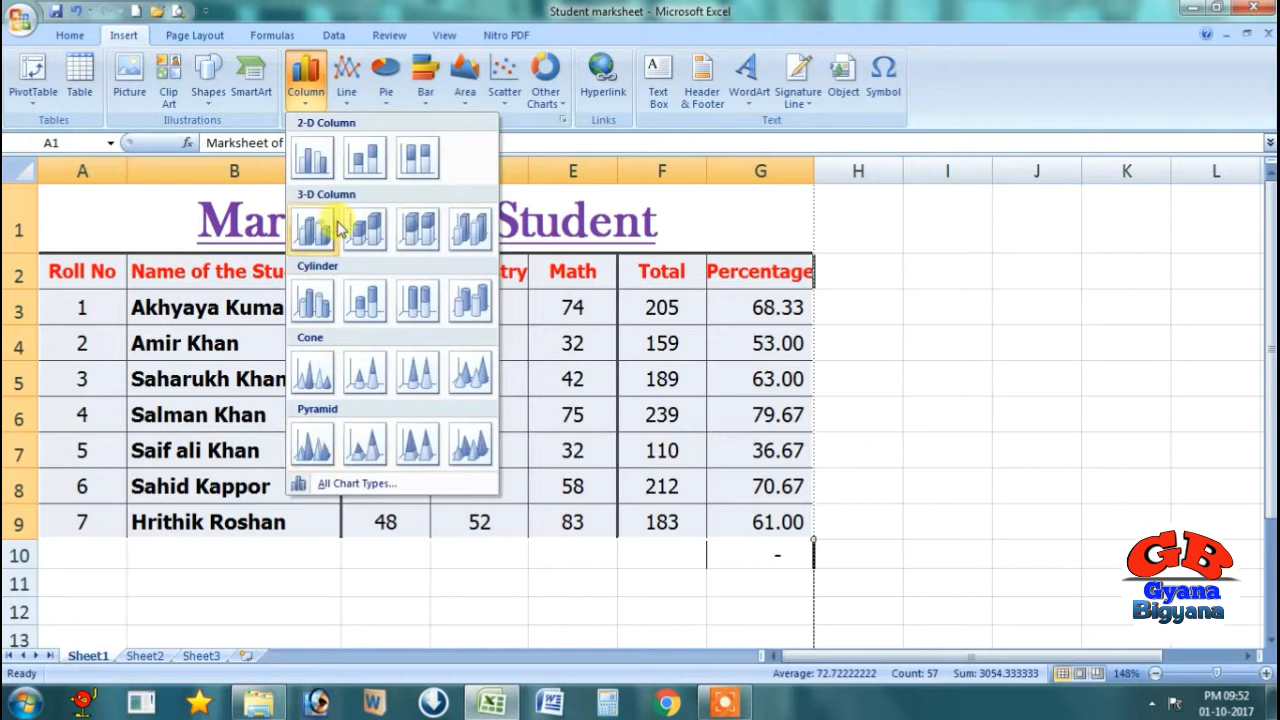 Student marksheet - Microsoft Excel
Home Insert Page Layout Formulas Data Review View Nitro PDF
PivotTable Table Picture Clip Art Shapes SmartArt Column Line Pie Bar Area Scatter Other Charts Hyperlink Text Box Header & Footer WordArt Signature Line Object Symbol
Tables Illustrations Links Text
A1 fx Marksheet of
2-D Column
3-D Column
Cylinder
Cone
Pyramid
All Chart Types...
A B E F G H I J K L
1 Student
2 Roll No Name of the Math Total Percentage
3 1 74 205 68.33
4 2 Amir Khan 32 159 53.00
5 3 Saharukh Khan 42 189 63.00
6 4 Salman Khan 75 239 79.67
7 5 Saif ali Khan 32 110 36.67
8 6 Sahid Kappor 58 212 70.67
9 7 Hrithik Roshan 48 52 83 183 61.00
10 -
11
12
13
GB
Gyana
Bigyana
Sheet1 Sheet2 Sheet3
Ready Average: 72.72222222 Count: 57 Sum: 3054.333333 148%
PM 09:52
01-10-2017